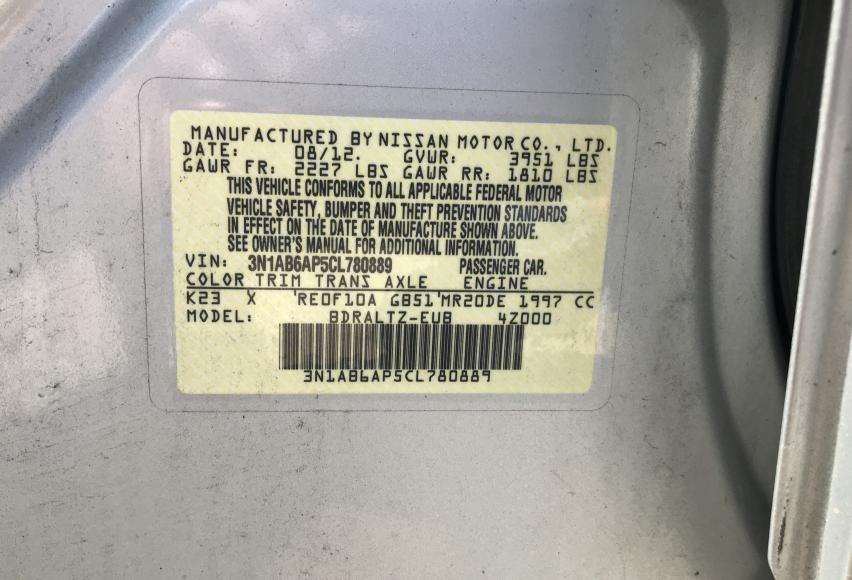 MANUFACTURED BY NISSAN MOTOR CO., LTD.
DATE: 08/12. GVWR: 3951 LBS
GAWR FR: 2227 LBS GAWR RR: 1810 LBS
THIS VEHICLE CONFORMS TO ALL APPLICABLE FEDERAL MOTOR
VEHICLE SAFETY, BUMPER AND THEFT PREVENTION STANDARDS
IN EFFECT ON THE DATE OF MANUFACTURE SHOWN ABOVE.
SEE OWNER'S MANUAL FOR ADDITIONAL INFORMATION.
VIN: 3N1AB6AP5CL780889 PASSENGER CAR.
COLOR TRIM TRANS AXLE ENGINE
K23 X 'RE0F10A GB51'MR20DE 1997 CC
MODEL: BDRALTZ-EUB 4Z000
3N1AB6AP5CL780889